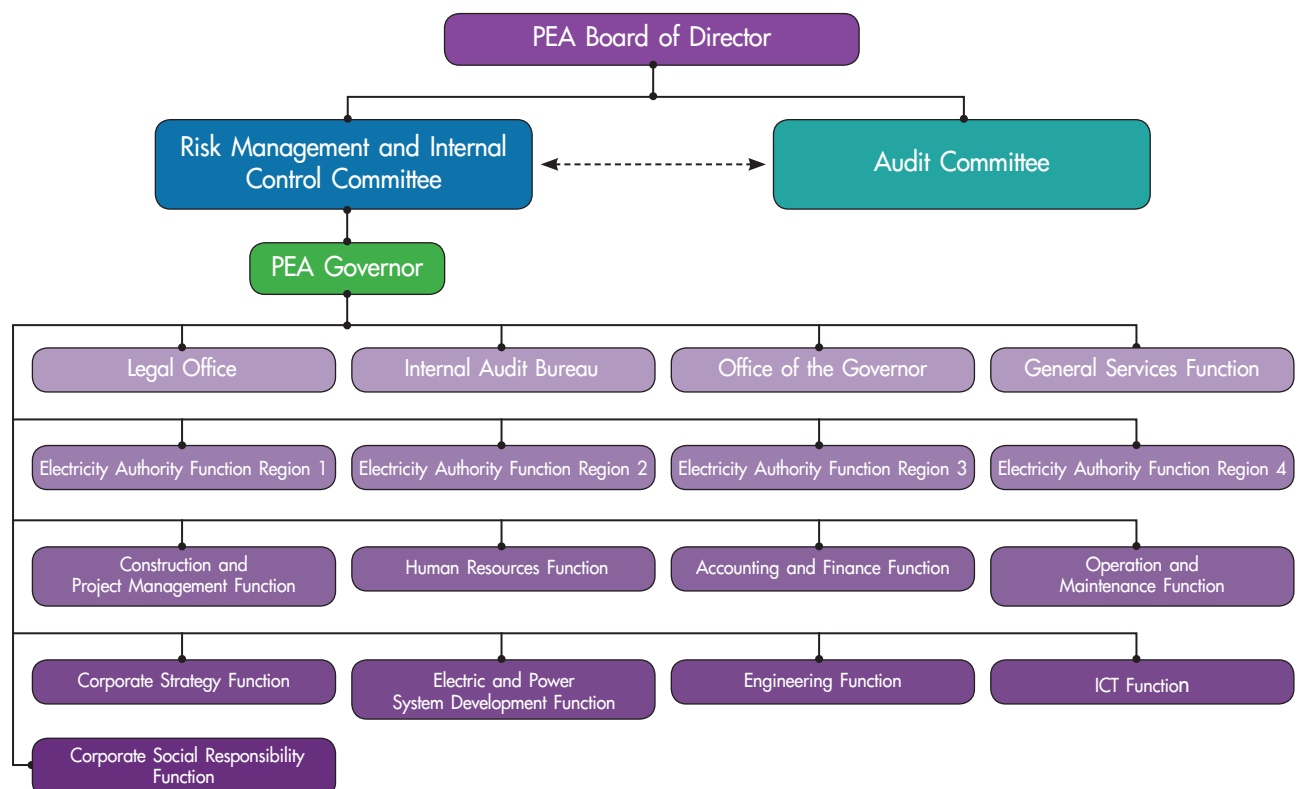 PEA Board of Director
Risk Management and Internal
Control Committee
Audit Committee
PEA Governor
Legal Office
Internal Audit Bureau
Office of the Governor
General Services Function
Electricity Authority Function Region 1
Electricity Authority Function Region 2
Electricity Authority Function Region 3
Electricity Authority Function Region 4
Construction and
Project Management Function
Human Resources Function
Accounting and Finance Function
Operation and
Maintenance Function
Corporate Strategy Function
Electric and Power
System Development Function
Engineering Function
ICT Function
Corporate Social Responsibility
Function